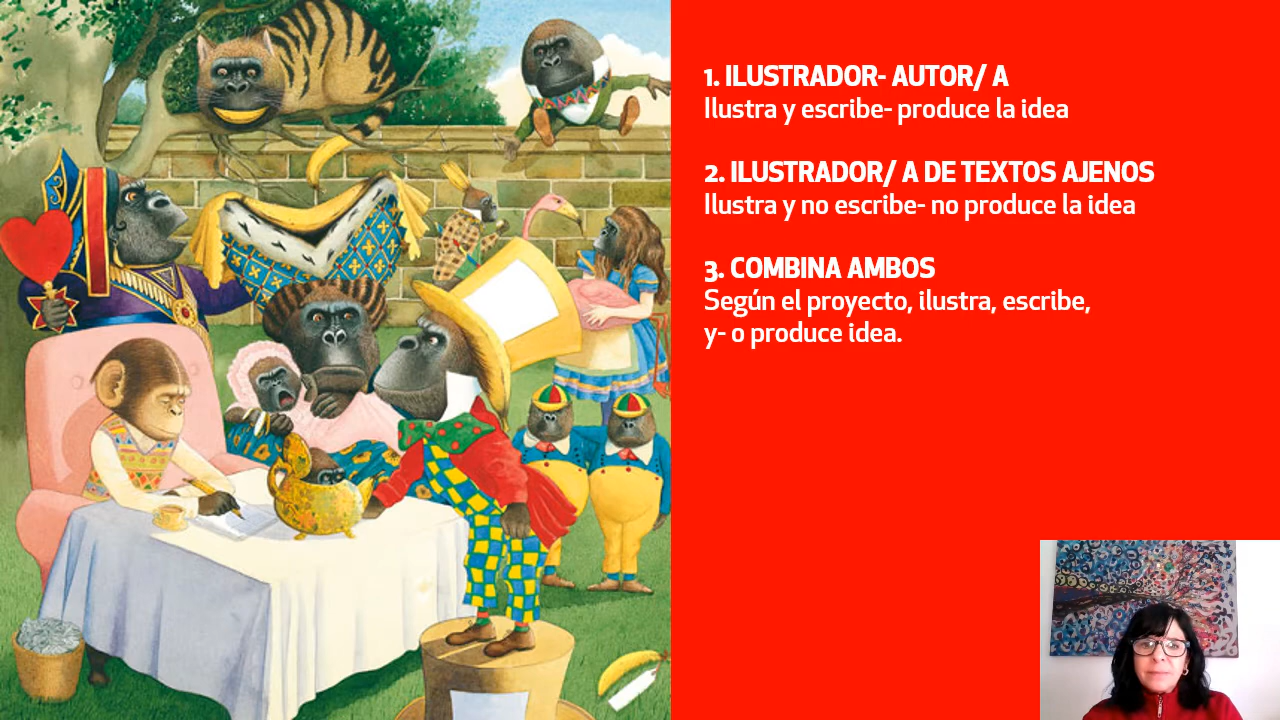 1. ILUSTRADOR- AUTOR/ A
Ilustra y escribe- produce la idea
2. ILUSTRADOR/ A DE TEXTOS AJENOS
Ilustra y no escribe- no produce la idea
3. COMBINA AMBOS
Según el proyecto, ilustra, escribe,
y- o produce idea.